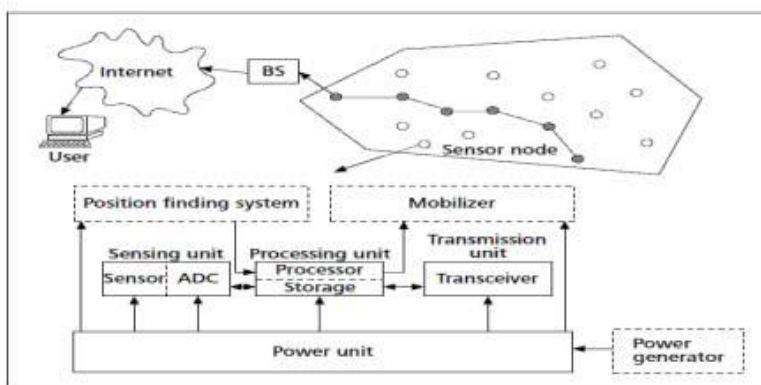 Internet
BS
User
Sensor node
Position finding system
Mobilizer
Sensing unit
Processing unit
Transmission
unit
Sensor
ADC
Processor
Storage
Transceiver
Power unit
Power
generator